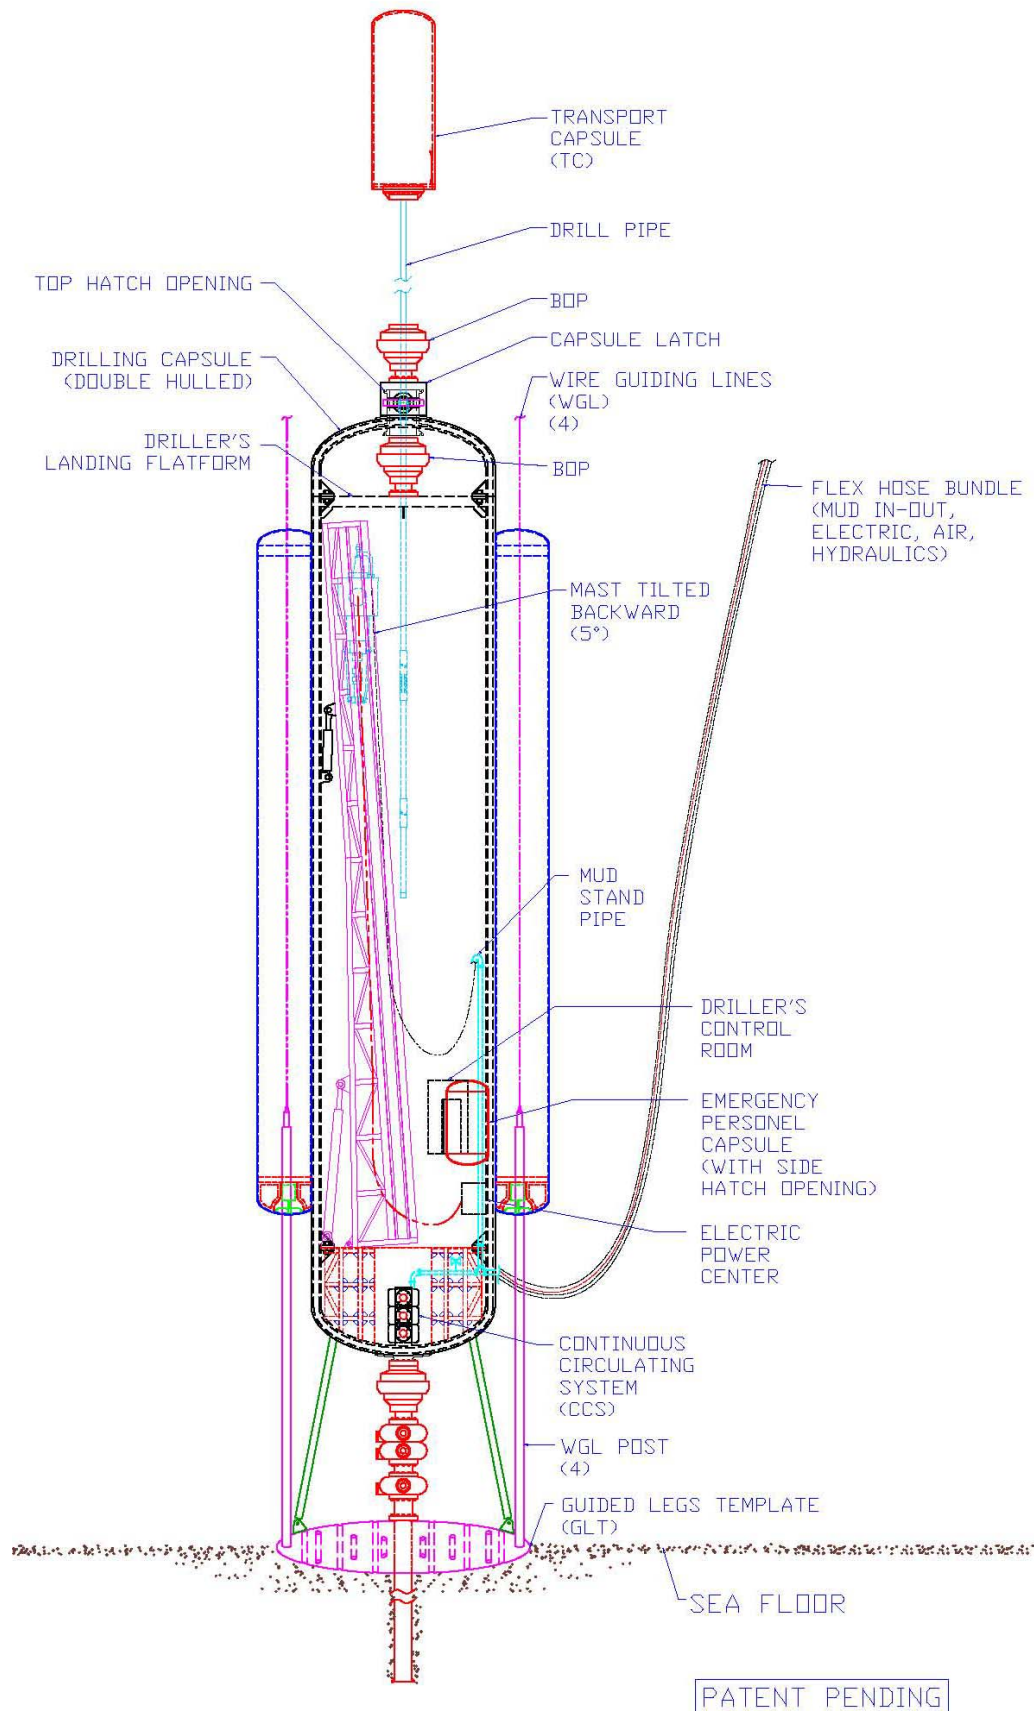 TRANSPORT
CAPSULE
(TC)
DRILL PIPE
TOP HATCH OPENING
BOP
CAPSULE LATCH
DRILLING CAPSULE
(DOUBLE HULLED)
WIRE GUIDING LINES
(WGL)
(4)
DRILLER'S
LANDING FLATFORM
BOP
FLEX HOSE BUNDLE
(MUD IN-OUT,
ELECTRIC, AIR,
HYDRAULICS)
MAST TILTED
BACKWARD
(5°)
MUD
STAND
PIPE
DRILLER'S
CONTROL
ROOM
EMERGENCY
PERSONEL
CAPSULE
(WITH SIDE
HATCH OPENING)
ELECTRIC
POWER
CENTER
CONTINUOUS
CIRCULATING
SYSTEM
(CCS)
WGL POST
(4)
GUIDED LEGS TEMPLATE
(GLT)
SEA FLOOR
PATENT PENDING